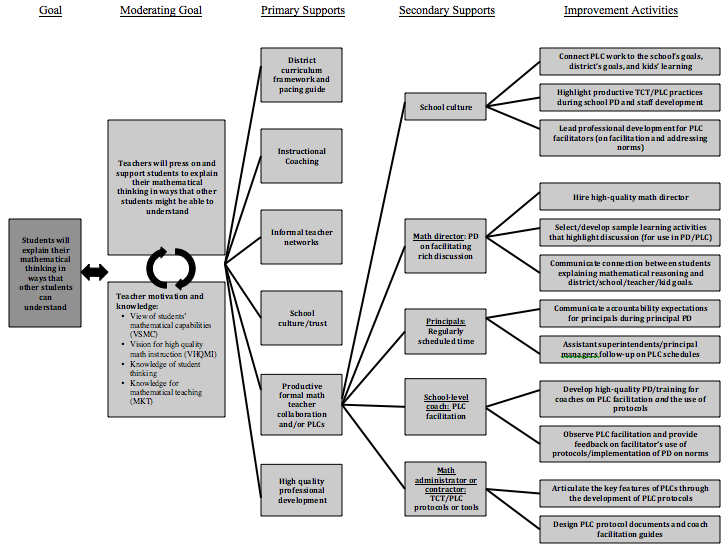 Goal
Moderating Goal
Primary Supports
Secondary Supports
Improvement Activities
Students will
explain their
mathematical
thinking in
ways that
other students
can
understand
Teachers will press on and
support students to explain
their mathematical
thinking in ways that other
students might be able to
understand
Teacher motivation and
knowledge:
• View of students'
mathematical capabilities
(VSMC)
• Vision for high quality
math instruction (VHQMI)
• Knowledge of student
thinking
• Knowledge for
mathematical teaching
(MKT)
District
curriculum
framework and
pacing guide
Instructional
Coaching
Informal teacher
networks
School
culture/trust
Productive
formal math
teacher
collaboration
and/or PLCs
High quality
professional
development
School culture
Math director: PD
on facilitating
rich discussion
Principals:
Regularly
scheduled time
School-level
coach: PLC
facilitation
Math
administrator or
contractor:
TCT/PLC
protocols or tools
Connect PLC work to the school's goals,
district's goals, and kids' learning
Highlight productive TCT/PLC practices
during school PD and staff development
Lead professional development for PLC
facilitators (on facilitation and addressing
norms)
Hire high-quality math director
Select/develop sample learning activities
that highlight discussion (for use in PD/PLC)
Communicate connection between students
explaining mathematical reasoning and
district/school/teacher/kid goals.
Communicate accountability expectations
for principals during principal PD
Assistant superintendents/principal
managers follow-up on PLC schedules
Develop high-quality PD/training for
coaches on PLC facilitation and the use of
protocols
Observe PLC facilitation and provide
feedback on facilitator's use of
protocols/implementation of PD on norms
Articulate the key features of PLCs through
the development of PLC protocols
Design PLC protocol documents and coach
facilitation guides